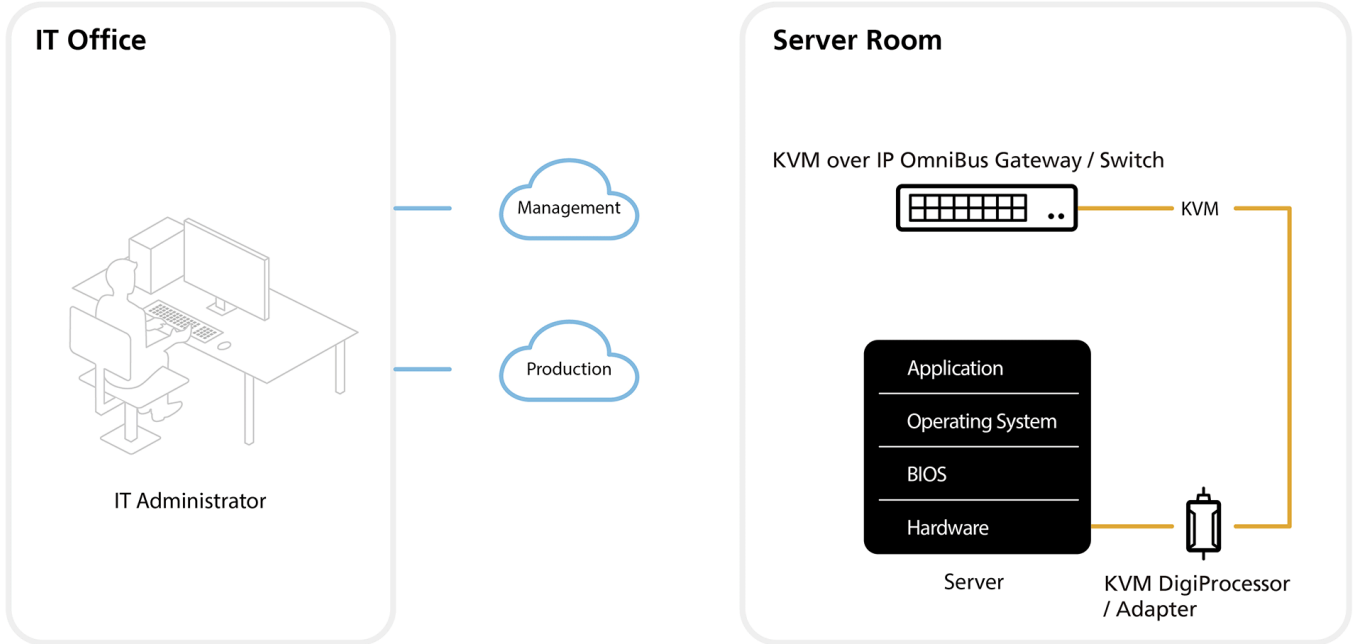 IT Office
IT Administrator
Management
Production
Server Room
KVM over IP OmniBus Gateway / Switch
KVM
Application
Operating System
BIOS
Hardware
Server
KVM DigiProcessor
/ Adapter